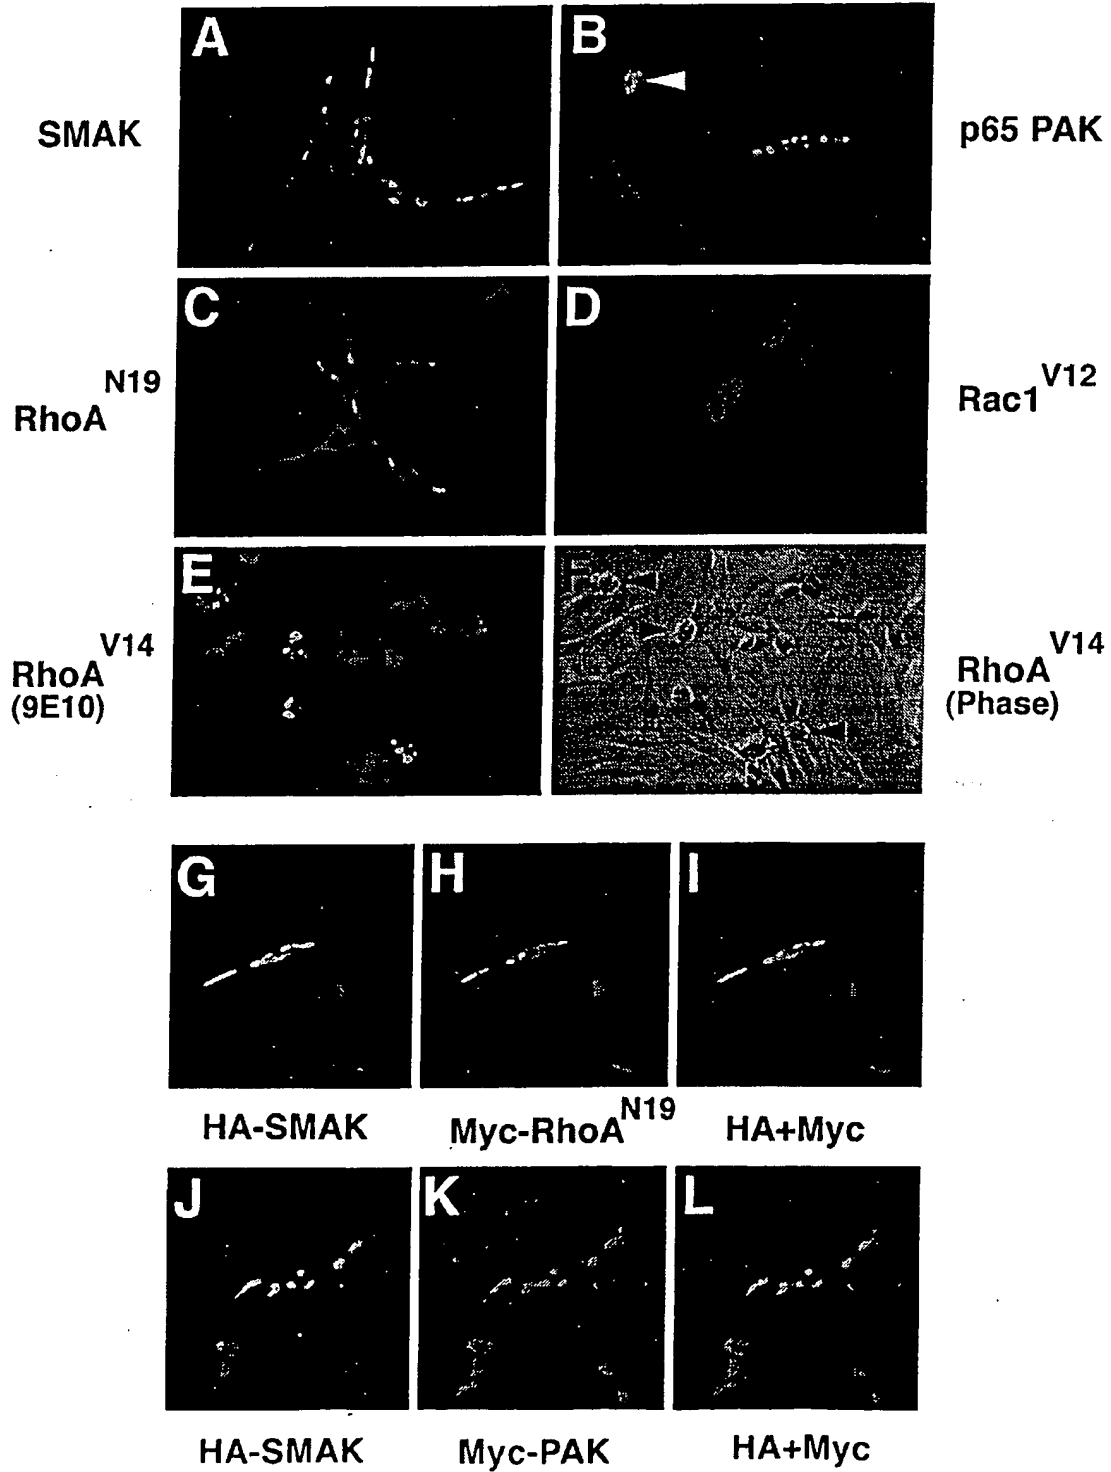 A
B
SMAK
p65 PAK
C
D
RhoA N19
Rac1 V12
E
F
RhoA V14
(9E10)
RhoA V14
(Phase)
G
H
I
HA-SMAK
Myc-RhoA N19
HA+Myc
J
K
L
HA-SMAK
Myc-PAK
HA+Myc